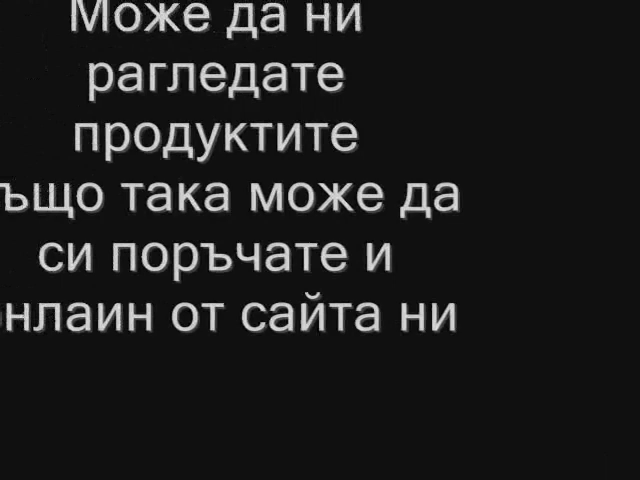 Може да ни
рагледате
продуктите
ъщо така може да
си поръчате и
онлаин от сайта ни